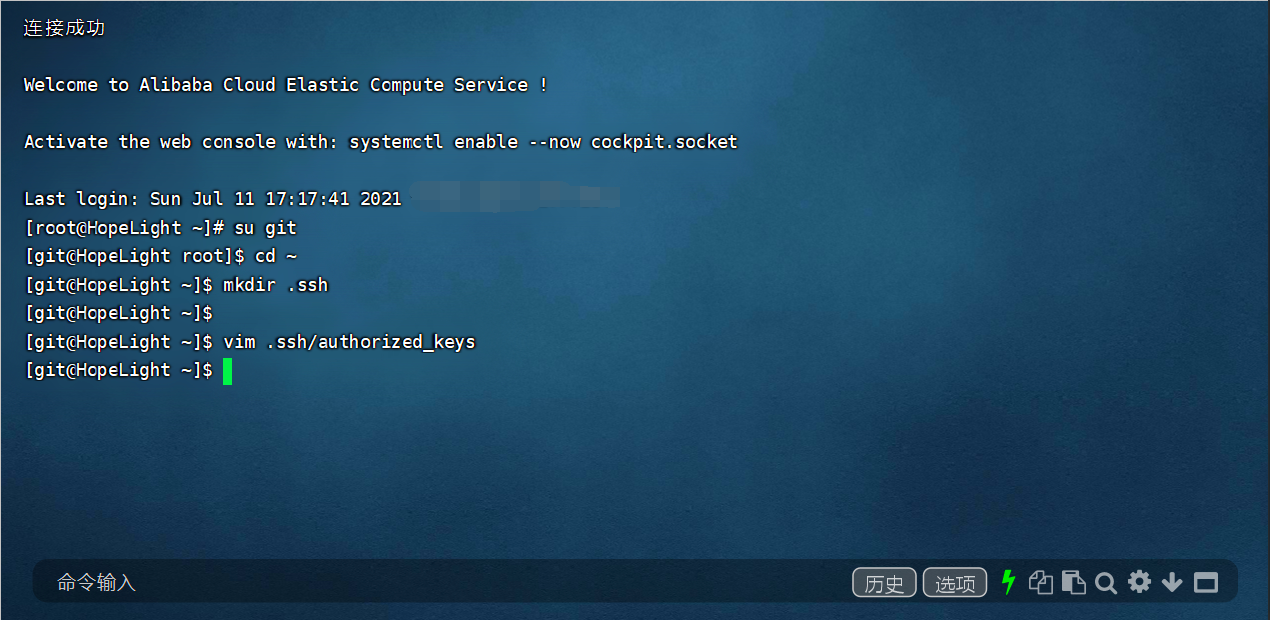 连接成功
Welcome to Alibaba Cloud Elastic Compute Service !
Activate the web console with: systemctl enable --now cockpit.socket
Last login: Sun Jul 11 17:17:41 2021
[root@HopeLight ~]# su git
[git@HopeLight root]$ cd ~
[git@HopeLight ~]$ mkdir .ssh
[git@HopeLight ~]$
[git@HopeLight ~]$ vim .ssh/authorized_keys
[git@HopeLight ~]$
命令输入 历史 选项